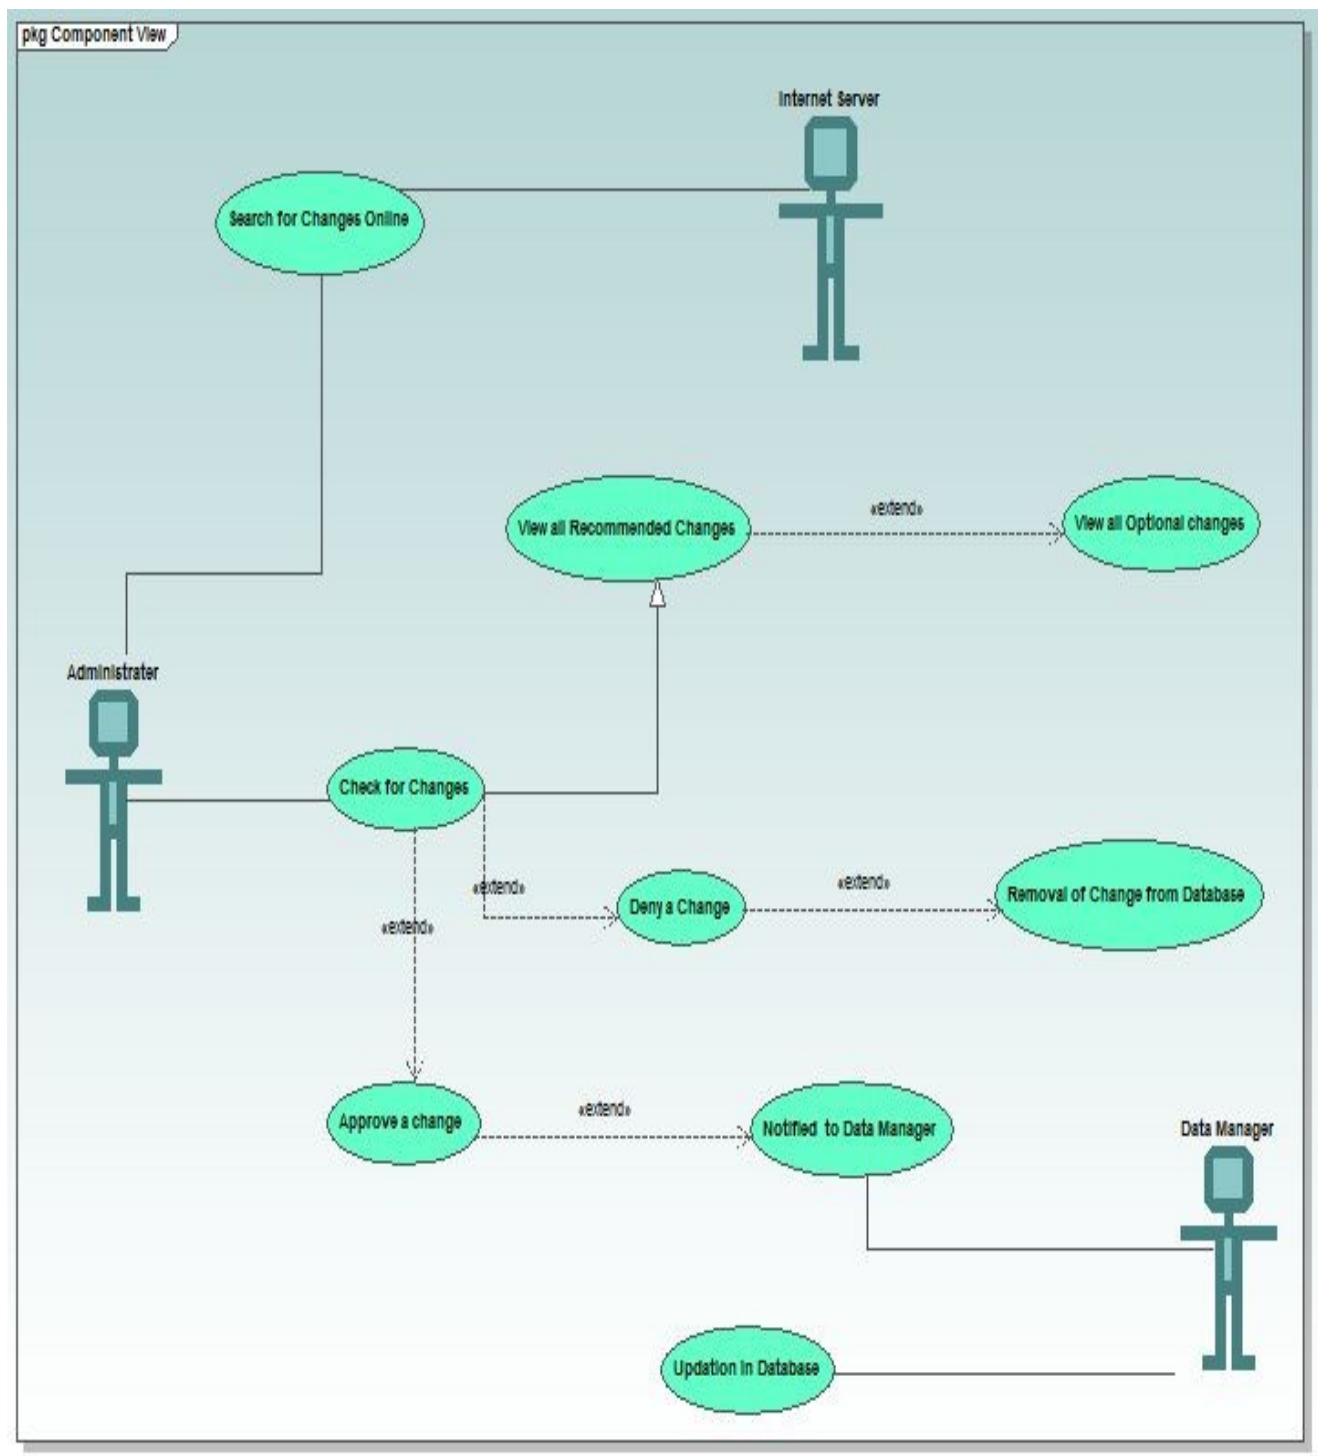 pkg Component View
Internet Server
Search for Changes Online
«extend»
View all Recommended Changes
View all Optional changes
Administrater
Check for Changes
«extend»
«extend»
Deny a Change
Removal of Change from Database
«extend»
«extend»
Approve a change
Notified to Data Manager
Data Manager
Updation in Database